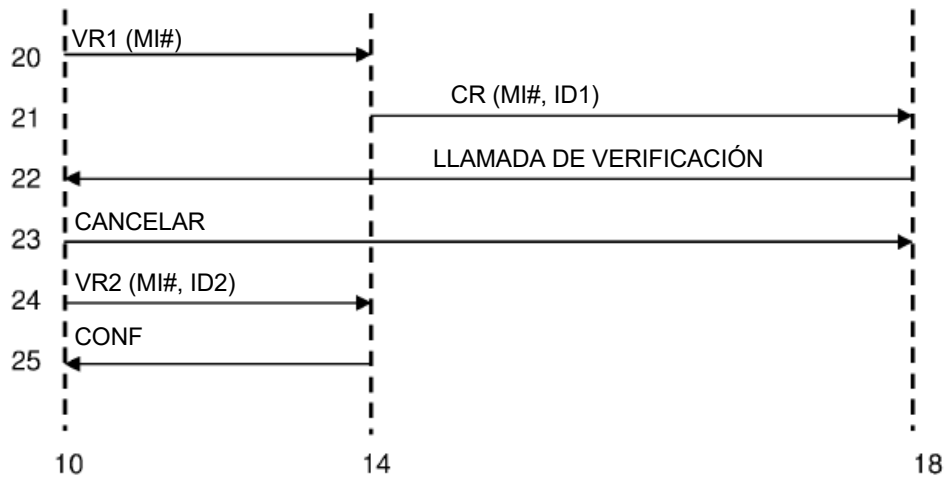 20 VR1 (MI#)
21 CR (MI#, ID1)
22 LLAMADA DE VERIFICACIÓN
23 CANCELAR
24 VR2 (MI#, ID2)
25 CONF
10 14 18